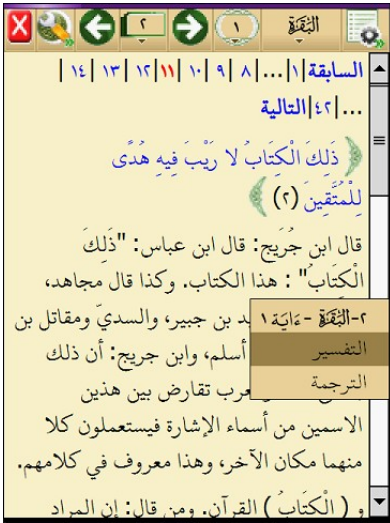 ٢ ١ البَقَرَةِ
السابقة|١|...|٨ |٩ |١٠ |١١|١٢ |١٣ |١٤ |
...|٤٢|التالية
﴿ ذَلِكَ الْكِتَابُ لا رَيْبَ فِيهِ هُدًى
لِلْمُتَّقِينَ (٢) ﴾
قال ابن جُرَيج: قال ابن عباس: "ذَلِكَ
الْكِتَابُ" : هذا الكتاب. وكذا قال مجاهد،
بن جبير، والسديّ ومقاتل بن
أسلم، وابن جريج: أن ذلك
تقارض بين هذين
الاسمين من أسماء الإشارة فيستعملون كلا
منهما مكان الآخر، وهذا معروف في كلامهم.
و ( الْكِتَابُ ) القرآن. ومن قال: إن المراد
٢-البَقَرَةِ -ءَايَة ١
التفسير
الترجمة